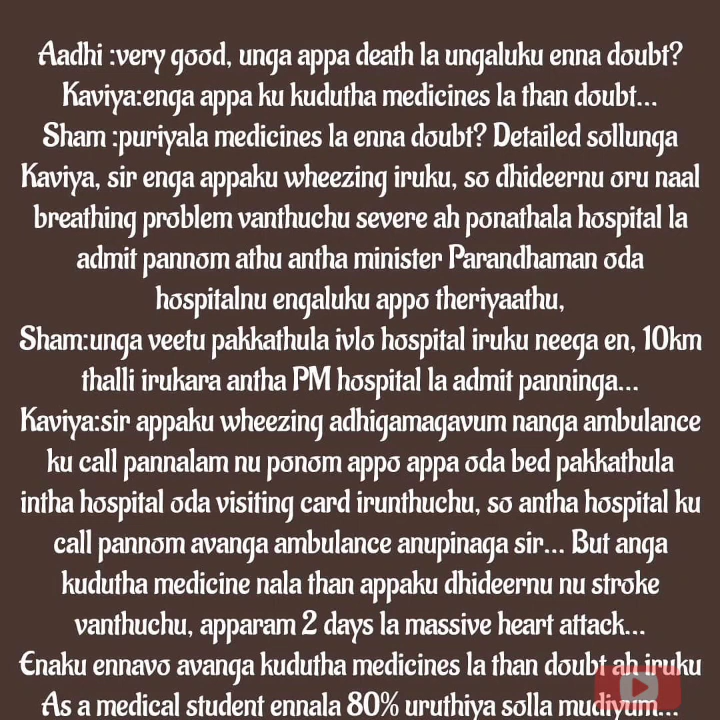 Aadhi :very good, unga appa death la ungaluku enna doubt?
Kaviya:enga appa ku kudutha medicines la than doubt...
Sham :puriyala medicines la enna doubt? Detailed sollunga
Kaviya, sir enga appaku wheezing iruku, so dhideernu oru naal
breathing problem vanthuchu severe ah ponathala hospital la
admit pannom athu antha minister Parandhaman oda
hospitalnu engaluku appo theriyaathu,
Sham:unga veetu pakkathula ivlo hospital iruku neega en, 10km
thalli irukara antha PM hospital la admit panninga...
Kaviya:sir appaku wheezing adhigamagavum nanga ambulance
ku call pannalam nu ponom appo appa oda bed pakkathula
intha hospital oda visiting card irunthuchu, so antha hospital ku
call pannom avanga ambulance anupinaga sir... But anga
kudutha medicine nala than appaku dhideernu nu stroke
vanthuchu, apparam 2 days la massive heart attack...
Enaku ennavo avanga kudutha medicines la than doubt ah iruku
As a medical student ennala 80% uruthiya solla mudiyum...